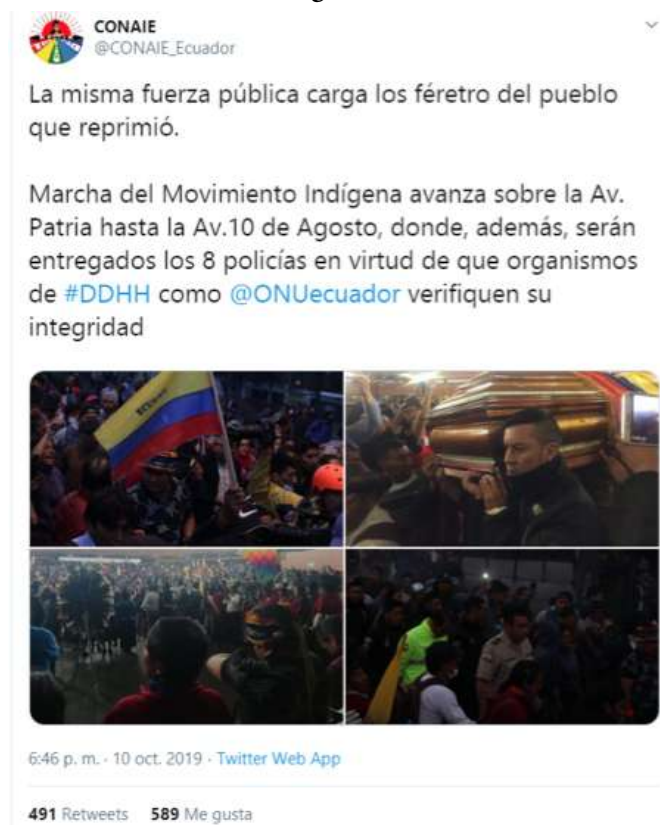 CONAIE
@CONAIE_Ecuador
La misma fuerza pública carga los féretro del pueblo
que reprimió.
Marcha del Movimiento Indígena avanza sobre la Av.
Patria hasta la Av.10 de Agosto, donde, además, serán
entregados los 8 policías en virtud de que organismos
de #DDHH como @ONUecuador verifiquen su
integridad
6:46 p. m. · 10 oct. 2019 · Twitter Web App
491 Retweets 589 Me gusta